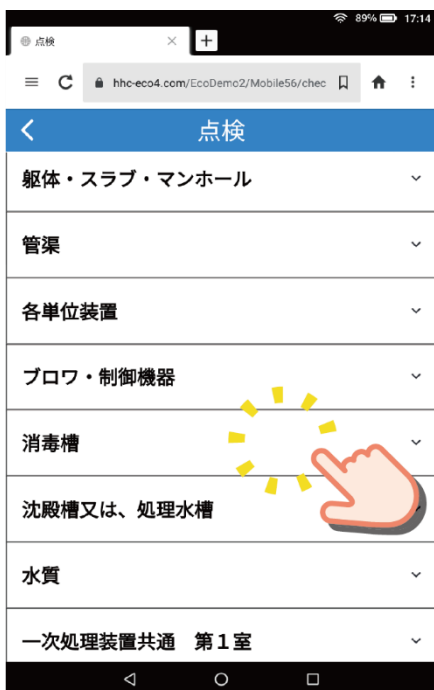 89% 17:14
点検
hhc-eco4.com/EcoDemo2/Mobile56/chec
点検
躯体・スラブ・マンホール
管渠
各単位装置
ブロワ・制御機器
消毒槽
沈殿槽又は、処理水槽
水質
一次処理装置共通　第１室